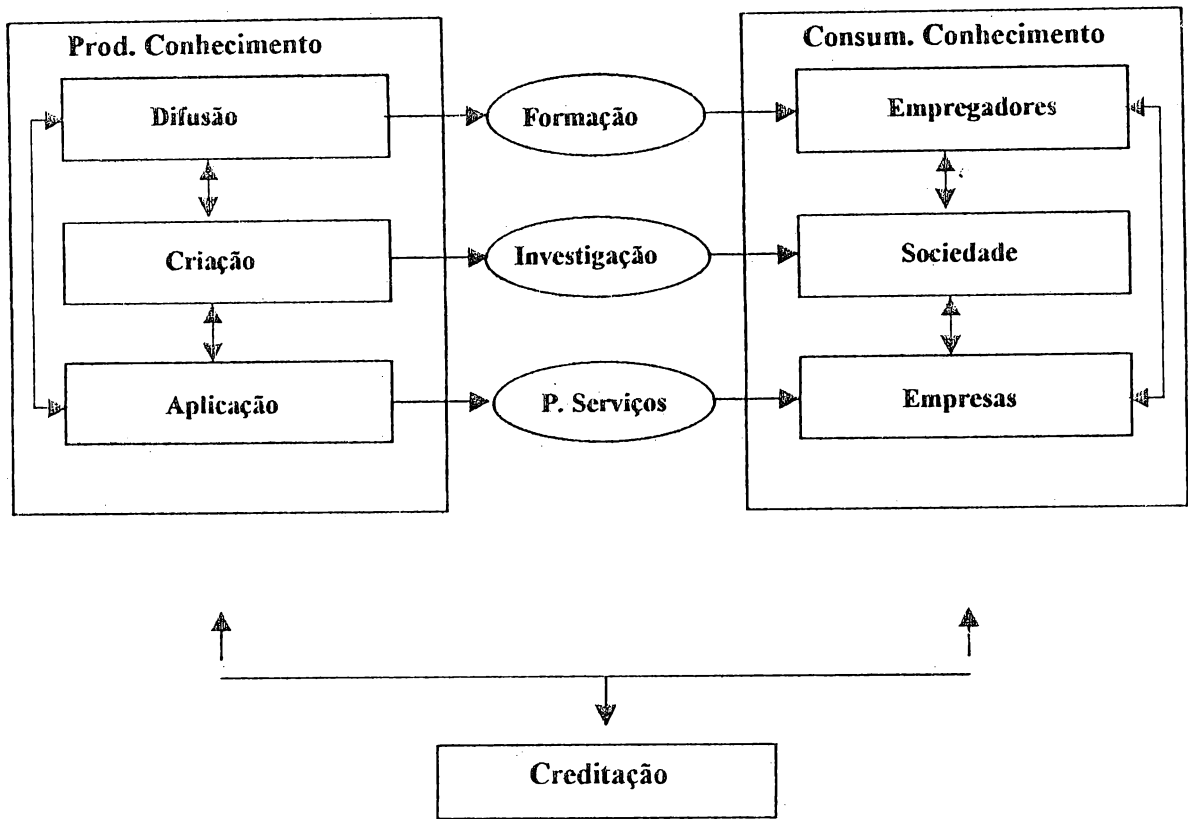 Prod. Conhecimento
Consum. Conhecimento
Difusão
Formação
Empregadores
Criação
Investigação
Sociedade
Aplicação
P. Serviços
Empresas
Creditação